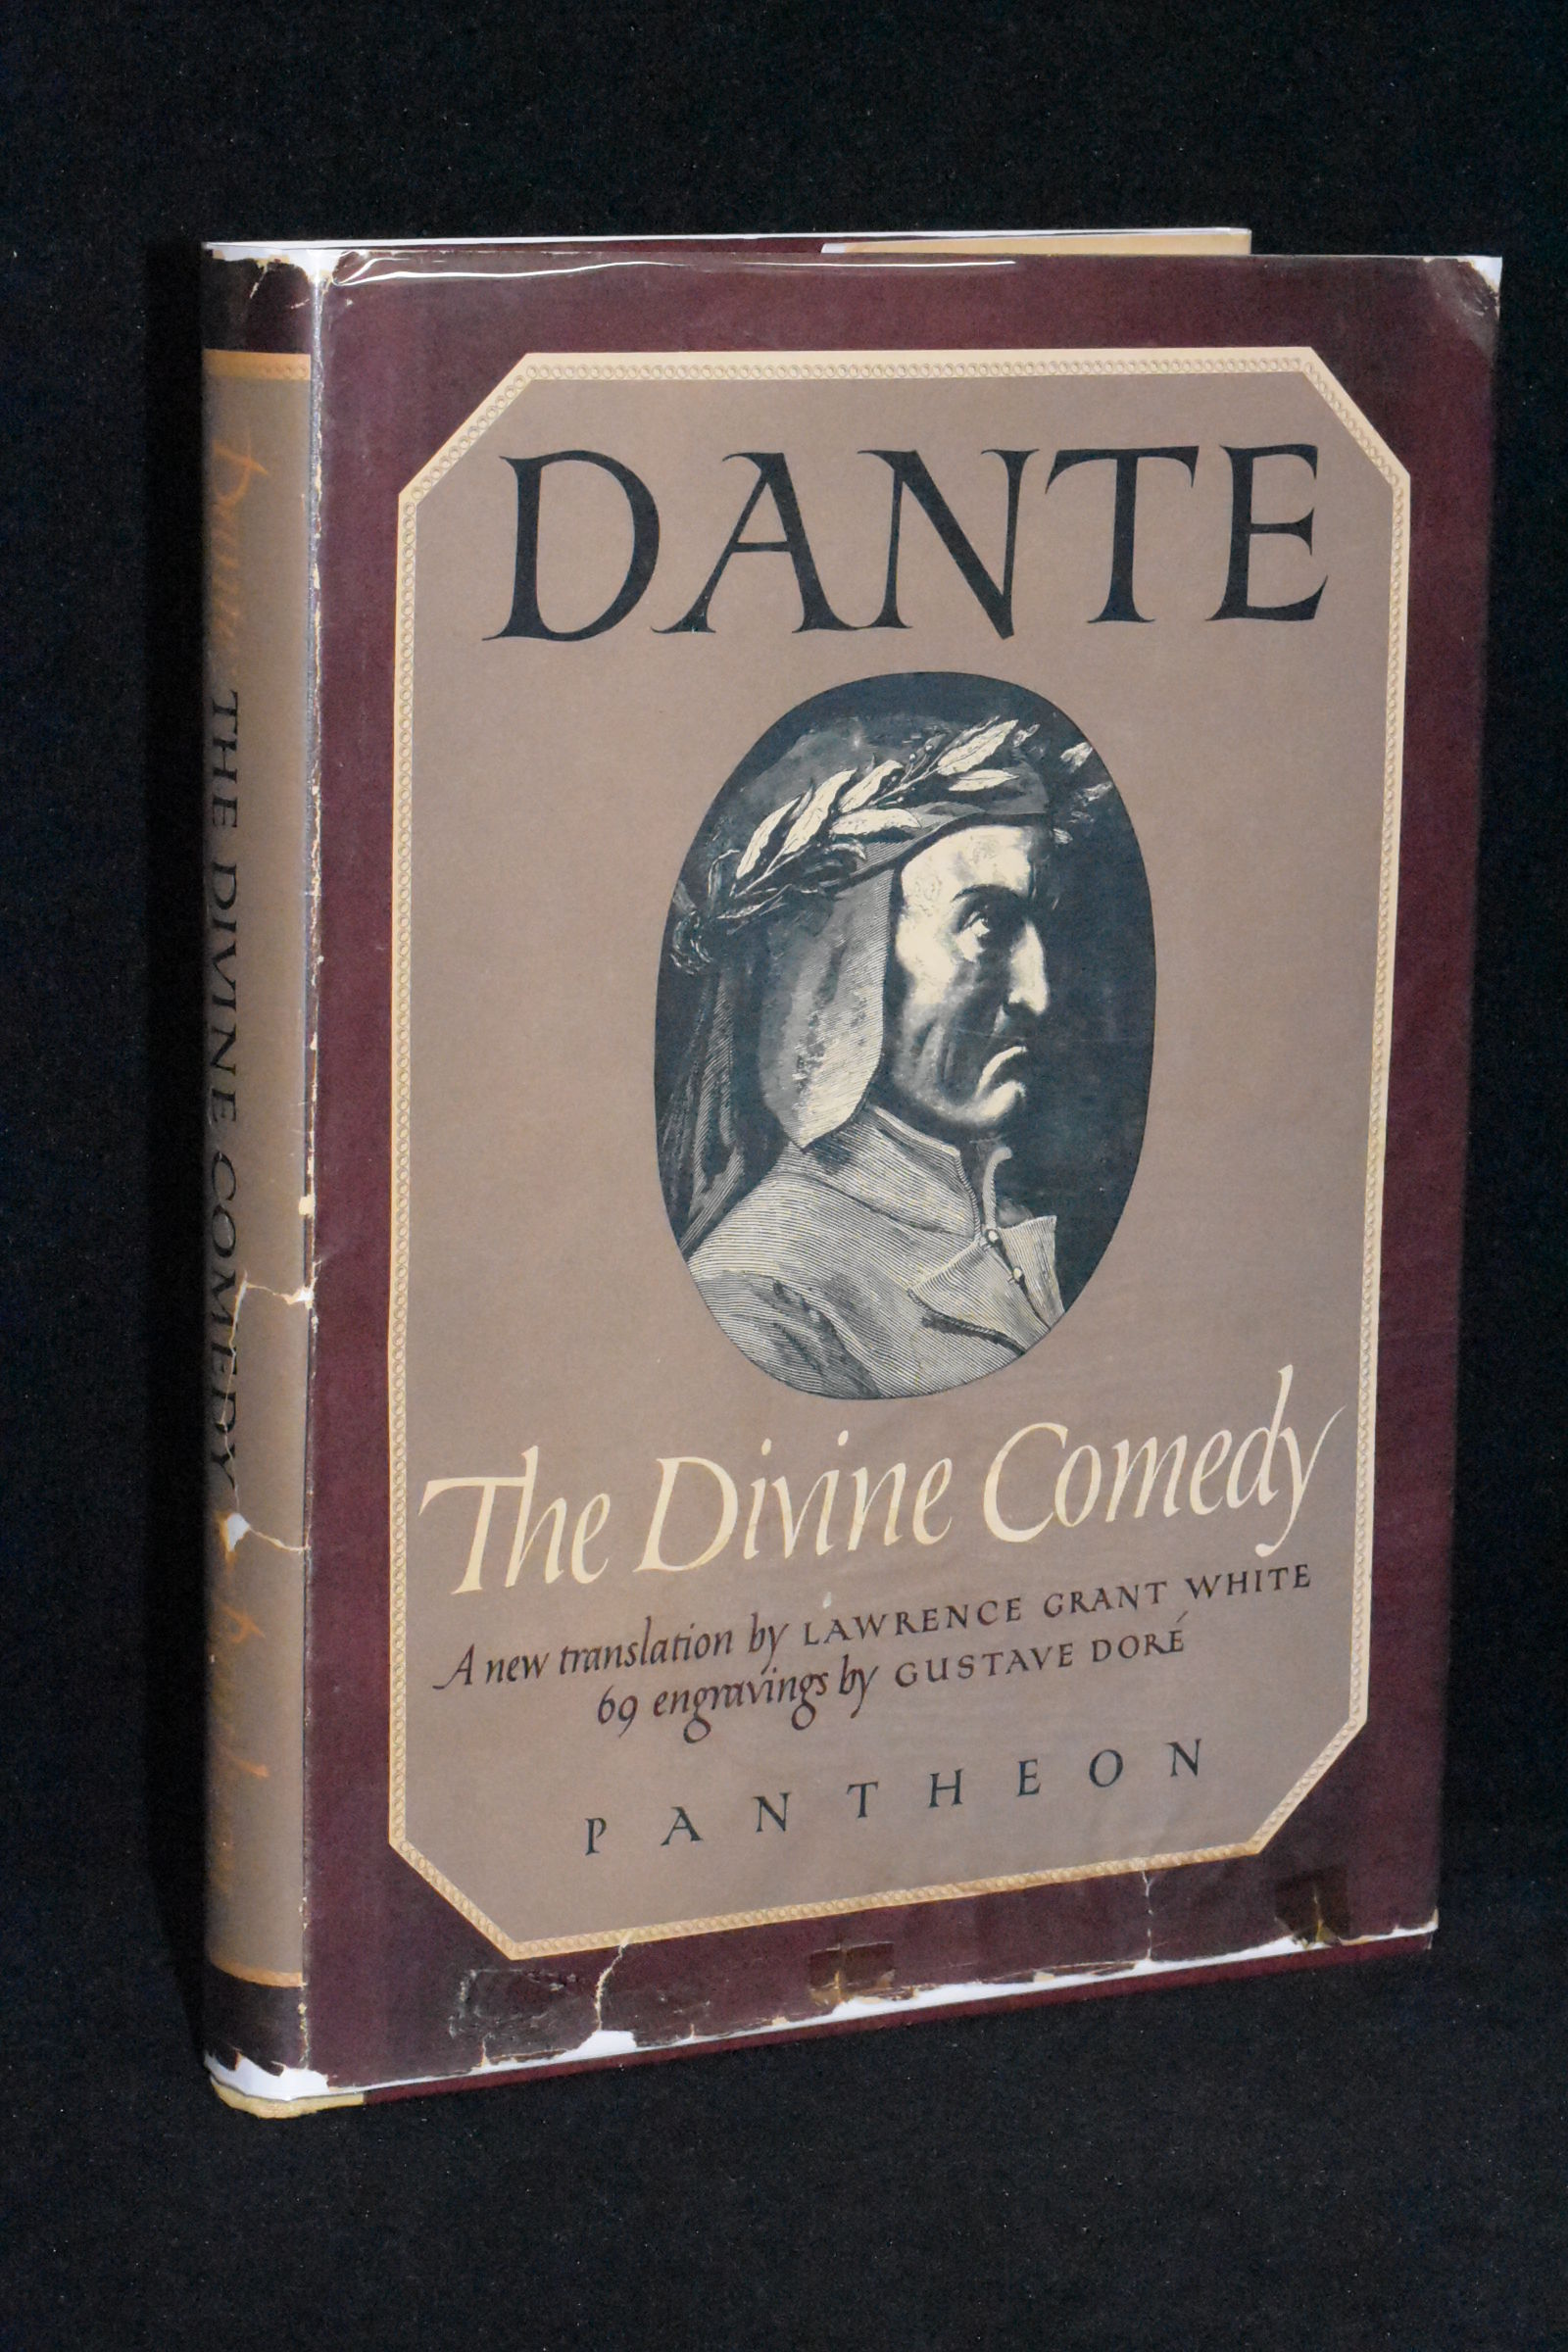 Dante THE DIVINE COMEDY
DANTE
The Divine Comedy
A new translation by LAWRENCE GRANT WHITE
69 engravings by GUSTAVE DORÉ
PANTHEON